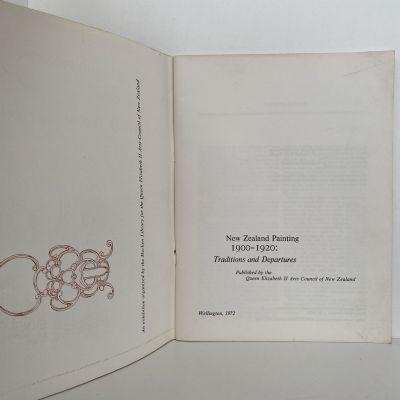 An exhibition organised by the Hocken Library for the Queen Elizabeth II Arts Council of New Zealand
New Zealand Painting
1900–1920:
Traditions and Departures
Published by the
Queen Elizabeth II Arts Council of New Zealand
Wellington, 1972